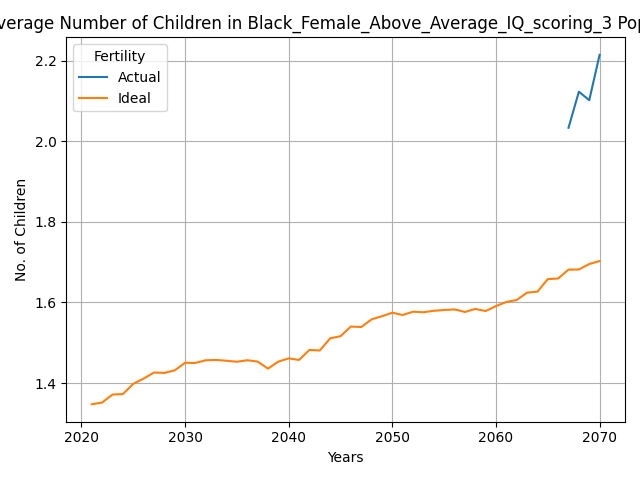 verage Number of Children in Black_Female_Above_Average_IQ_scoring_3 Pop
Fertility
Actual
Ideal
No. of Children
2.2
2.0
1.8
1.6
1.4
2020 2030 2040 2050 2060 2070
Years